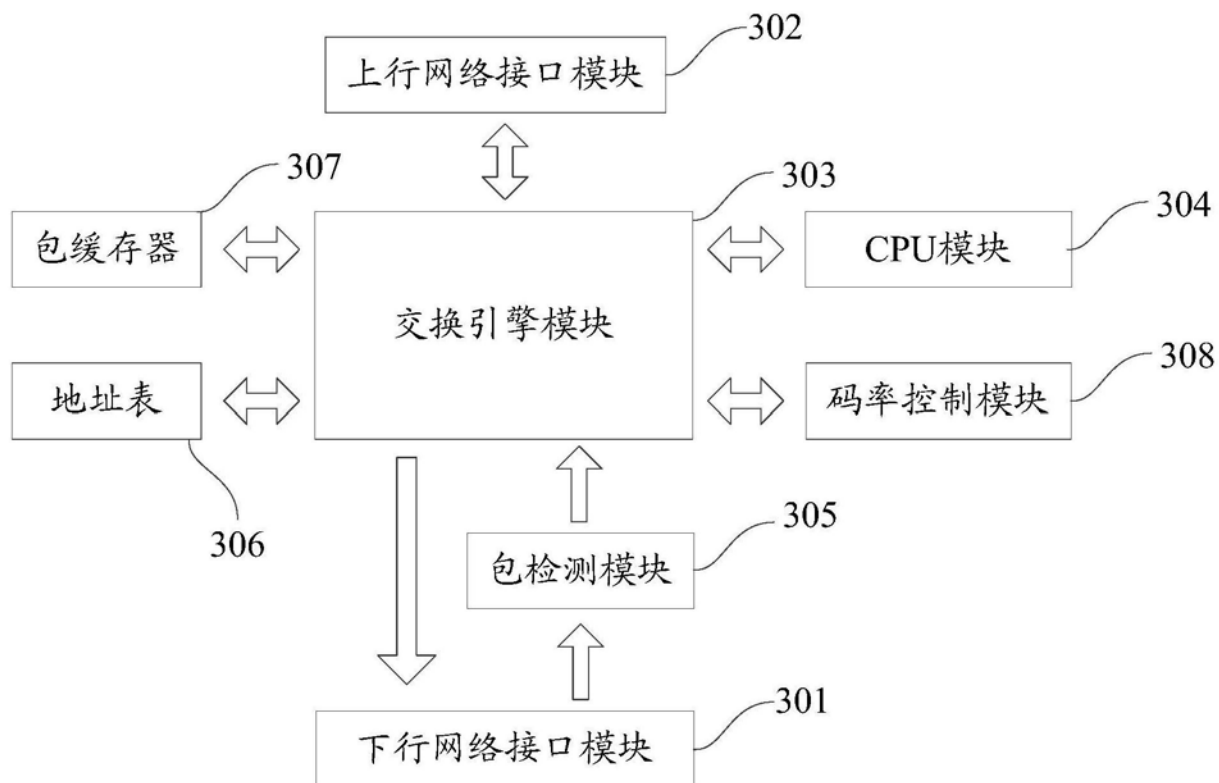 302
上行网络接口模块
307
303
304
包缓存器
CPU模块
交换引擎模块
308
地址表
码率控制模块
305
306
包检测模块
301
下行网络接口模块